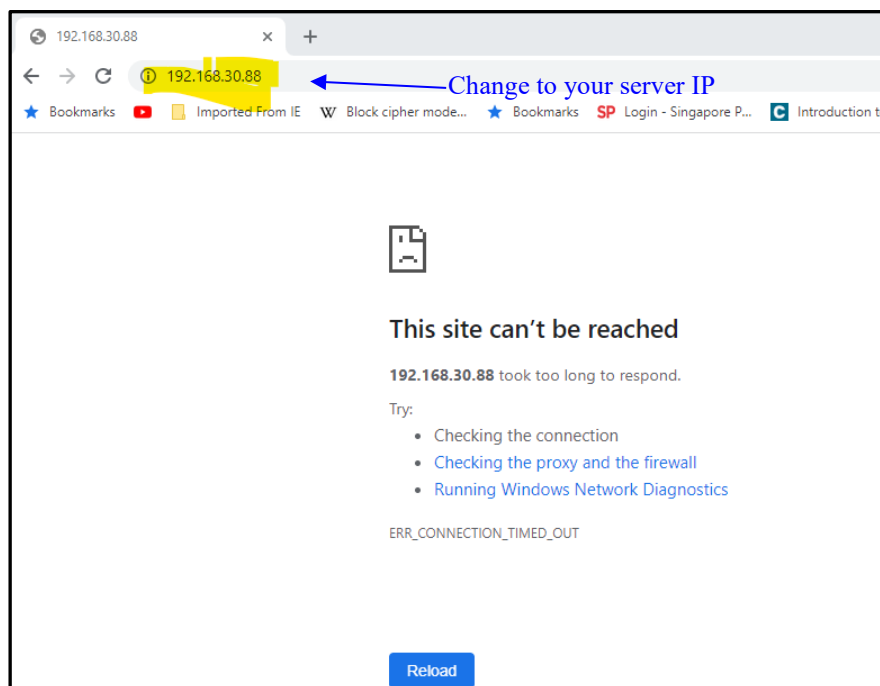 192.168.30.88
192.168.30.88
Change to your server IP
Bookmarks Imported From IE W Block cipher mode... Bookmarks SP Login - Singapore P... C Introduction t
This site can't be reached
192.168.30.88 took too long to respond.
Try:
• Checking the connection
• Checking the proxy and the firewall
• Running Windows Network Diagnostics
ERR_CONNECTION_TIMED_OUT
Reload